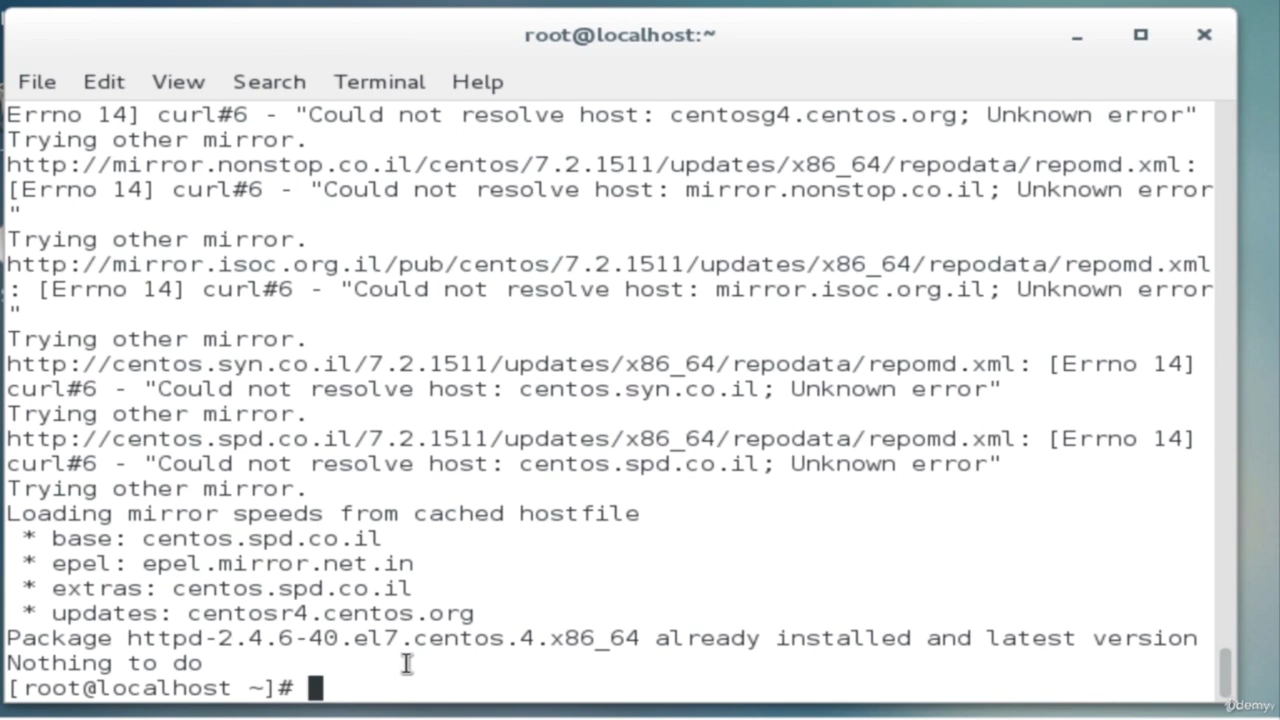 root@localhost:~
File Edit View Search Terminal Help
Errno 14] curl#6 - "Could not resolve host: centosg4.centos.org; Unknown error"
Trying other mirror.
http://mirror.nonstop.co.il/centos/7.2.1511/updates/x86_64/repodata/repomd.xml:
[Errno 14] curl#6 - "Could not resolve host: mirror.nonstop.co.il; Unknown error
"
Trying other mirror.
http://mirror.isoc.org.il/pub/centos/7.2.1511/updates/x86_64/repodata/repomd.xml
: [Errno 14] curl#6 - "Could not resolve host: mirror.isoc.org.il; Unknown error
"
Trying other mirror.
http://centos.syn.co.il/7.2.1511/updates/x86_64/repodata/repomd.xml: [Errno 14]
curl#6 - "Could not resolve host: centos.syn.co.il; Unknown error"
Trying other mirror.
http://centos.spd.co.il/7.2.1511/updates/x86_64/repodata/repomd.xml: [Errno 14]
curl#6 - "Could not resolve host: centos.spd.co.il; Unknown error"
Trying other mirror.
Loading mirror speeds from cached hostfile
 * base: centos.spd.co.il
 * epel: epel.mirror.net.in
 * extras: centos.spd.co.il
 * updates: centosr4.centos.org
Package httpd-2.4.6-40.el7.centos.4.x86_64 already installed and latest version
Nothing to do
[root@localhost ~]#
Udemy